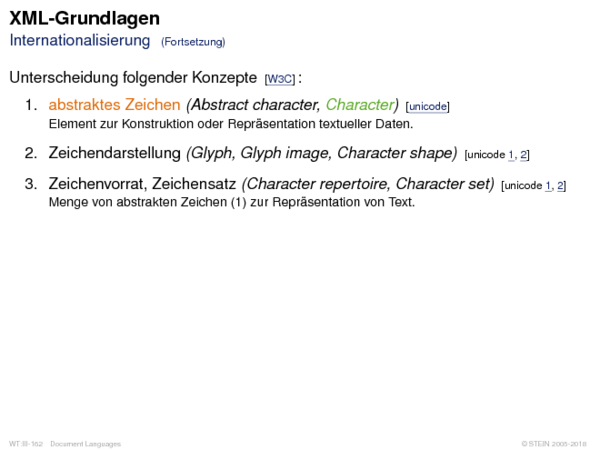 XML-Grundlagen
Internationalisierung (Fortsetzung)
Unterscheidung folgender Konzepte [W3C] :
1. abstraktes Zeichen (Abstract character, Character) [unicode]
Element zur Konstruktion oder Repräsentation textueller Daten.
2. Zeichendarstellung (Glyph, Glyph image, Character shape) [unicode 1, 2]
3. Zeichenvorrat, Zeichensatz (Character repertoire, Character set) [unicode 1, 2]
Menge von abstrakten Zeichen (1) zur Repräsentation von Text.
WT:III-162 Document Languages © STEIN 2005-2018